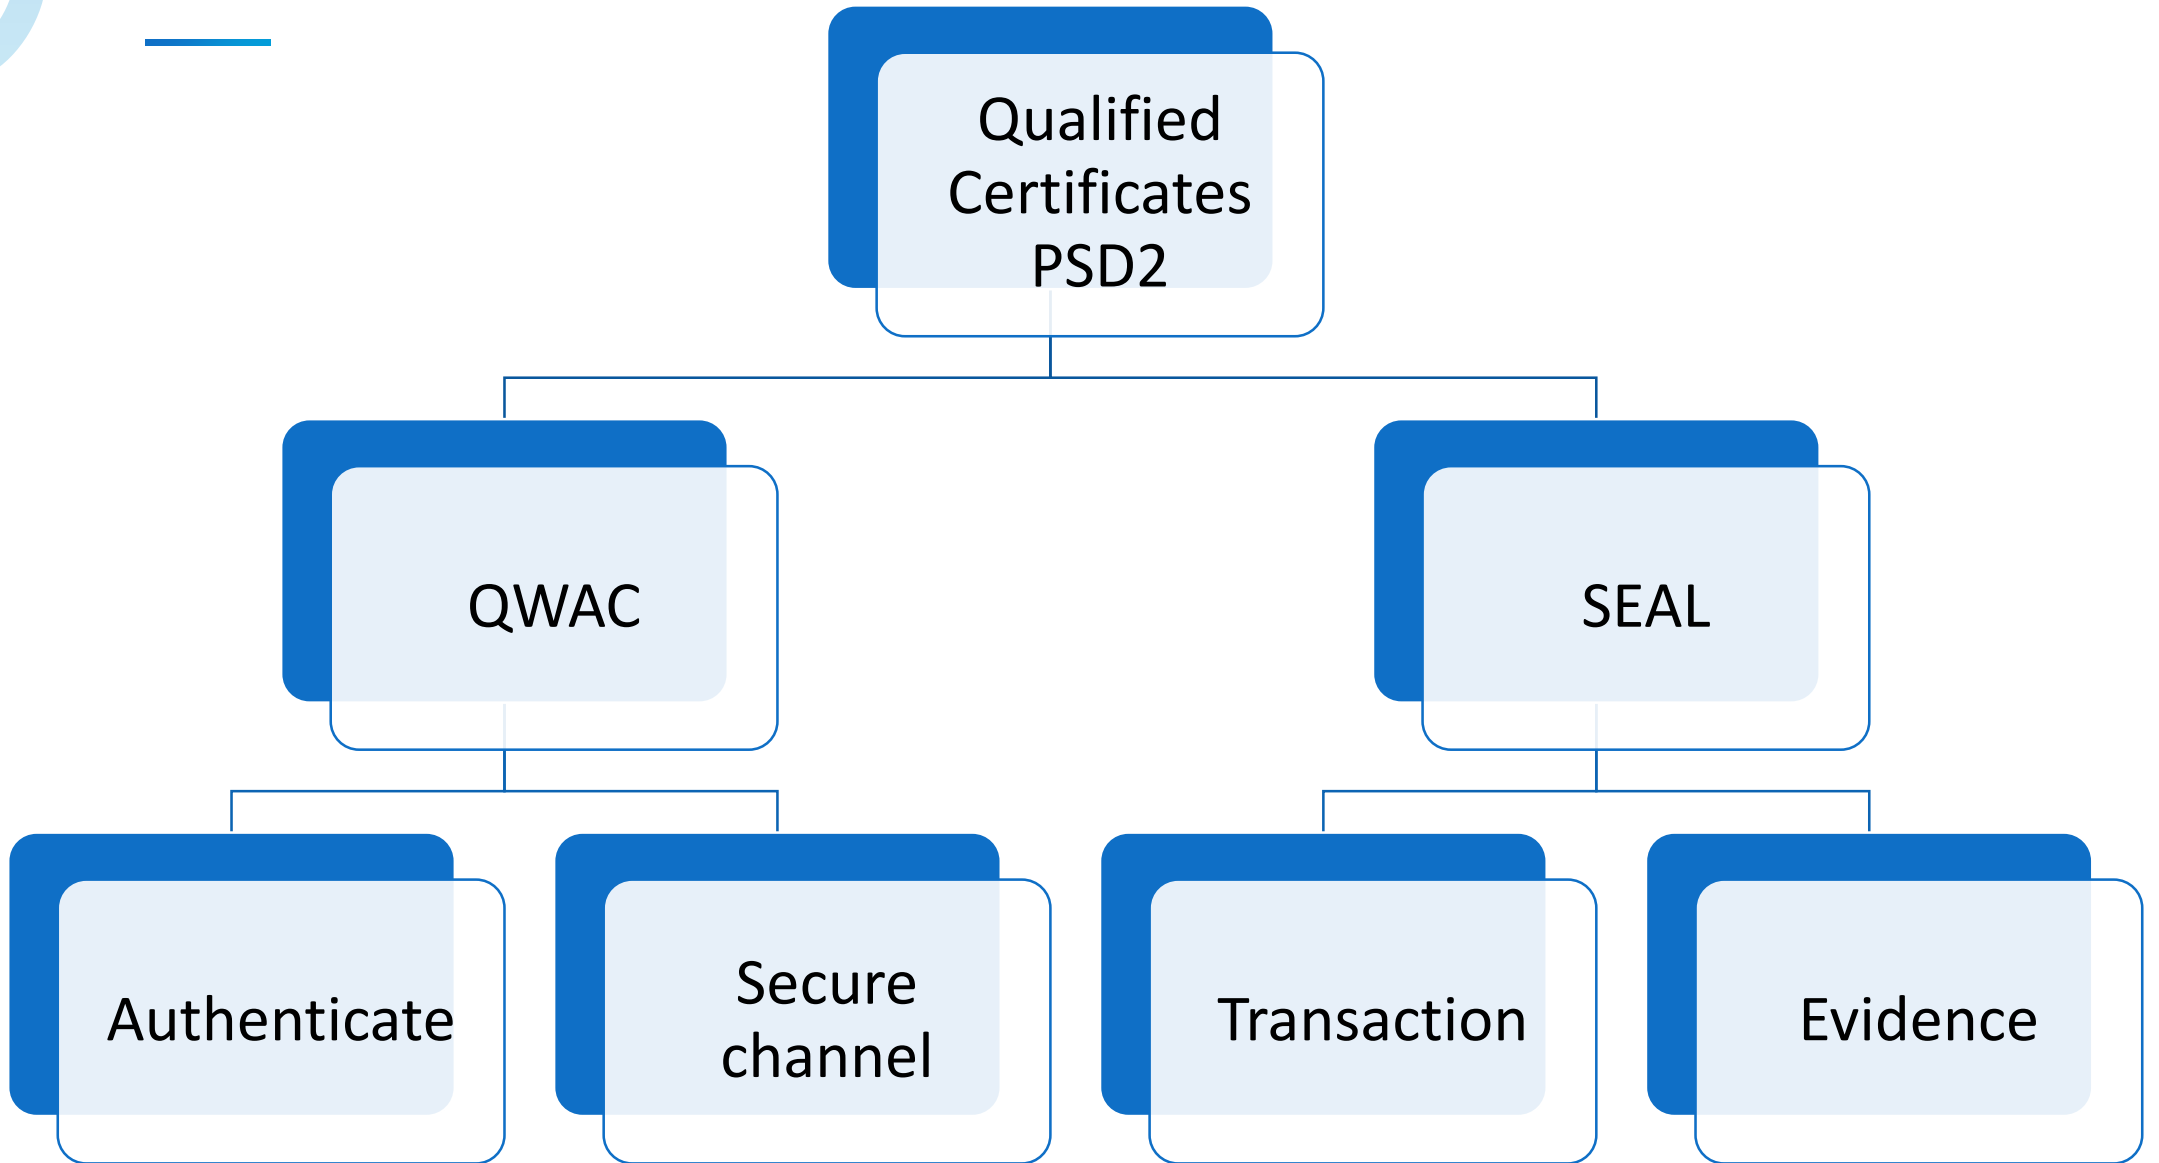 Qualified
Certificates
PSD2
QWAC
SEAL
Authenticate
Secure
channel
Transaction
Evidence